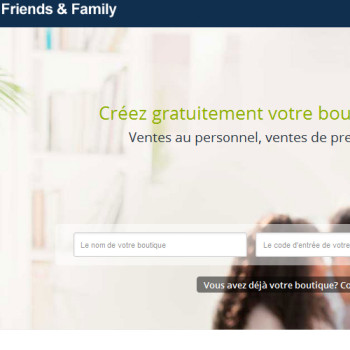 Friends & Family
Créez gratuitement votre bou
Ventes au personnel, ventes de pre
Le nom de votre boutique
Le code d'entrée de votre
Vous avez déjà votre boutique? Co